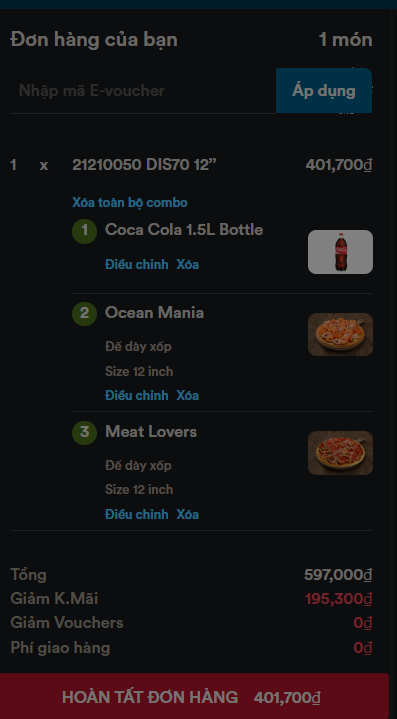 Đơn hàng của bạn 1 món
Nhập mã E-voucher Áp dụng
1 x 21210050 DIS70 12” 401,700₫
Xóa toàn bộ combo
1 Coca Cola 1.5L Bottle
Điều chỉnh Xóa
2 Ocean Mania
Đế dày xốp
Size 12 inch
Điều chỉnh Xóa
3 Meat Lovers
Đế dày xốp
Size 12 inch
Điều chỉnh Xóa
Tổng 597,000₫
Giảm K.Mãi 195,300₫
Giảm Vouchers 0₫
Phí giao hàng 0₫
HOÀN TẤT ĐƠN HÀNG 401,700₫